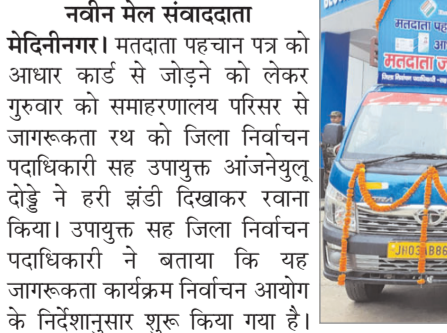 नवीन मेल संवाददाता
मेदिनीनगर। मतदाता पहचान पत्र को
आधार कार्ड से जोड़ने को लेकर
गुरुवार को समाहरणालय परिसर से
जागरूकता रथ को जिला निर्वाचन
पदाधिकारी सह उपायुक्त आंजनेयुलू
दोड्डे ने हरी झंडी दिखाकर रवाना
किया। उपायुक्त सह जिला निर्वाचन
पदाधिकारी ने बताया कि यह
जागरूकता कार्यक्रम निर्वाचन आयोग
के निर्देशानुसार शुरू किया गया है।
मतदाता